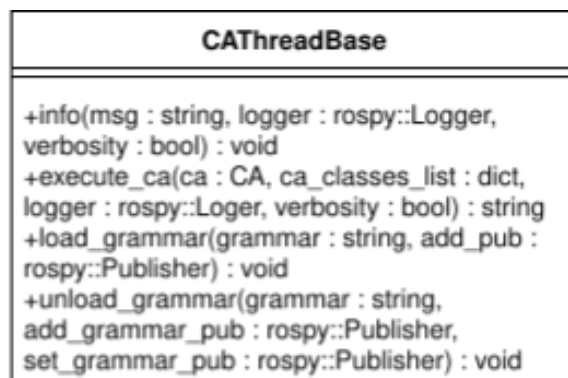 CAThreadBase
+info(msg : string, logger : rospy::Logger,
verbosity : bool) : void
+execute_ca(ca : CA, ca_classes_list : dict,
logger : rospy::Loger, verbosity : bool) : string
+load_grammar(grammar : string, add_pub :
rospy::Publisher) : void
+unload_grammar(grammar : string,
add_grammar_pub : rospy::Publisher,
set_grammar_pub : rospy::Publisher) : void